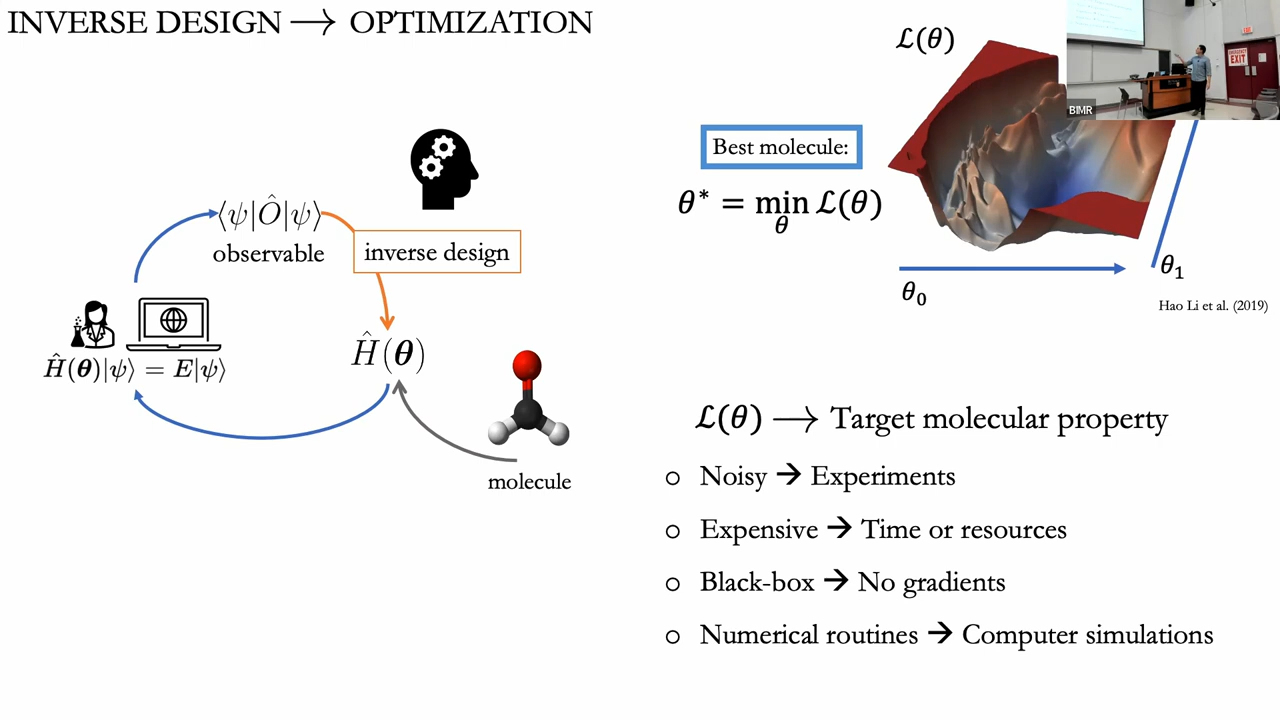 INVERSE DESIGN ⟶ OPTIMIZATION
⟨ψ|Ô|ψ⟩
observable
inverse design
Ĥ(θ)|ψ⟩ = E|ψ⟩
Ĥ(θ)
molecule
ℒ(θ)
Best molecule:
θ* = min ℒ(θ)
θ
θ₀
θ₁
Hao Li et al. (2019)
BIMR
EXIT
ℒ(θ) ⟶ Target molecular property
○ Noisy → Experiments
○ Expensive → Time or resources
○ Black-box → No gradients
○ Numerical routines → Computer simulations